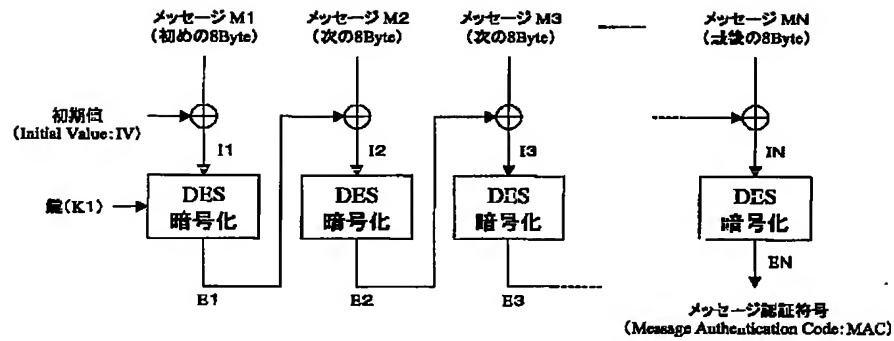 メッセージ M1
(初めの8Byte)
メッセージ M2
(次の8Byte)
メッセージ M3
(次の8Byte)
メッセージ MN
(最後の8Byte)
初期値
(Initial Value:IV)
I1
I2
I3
IN
鍵(K1)
DES
暗号化
DES
暗号化
DES
暗号化
DES
暗号化
E1
E2
E3
EN
メッセージ認証符号
(Message Authentication Code:MAC)